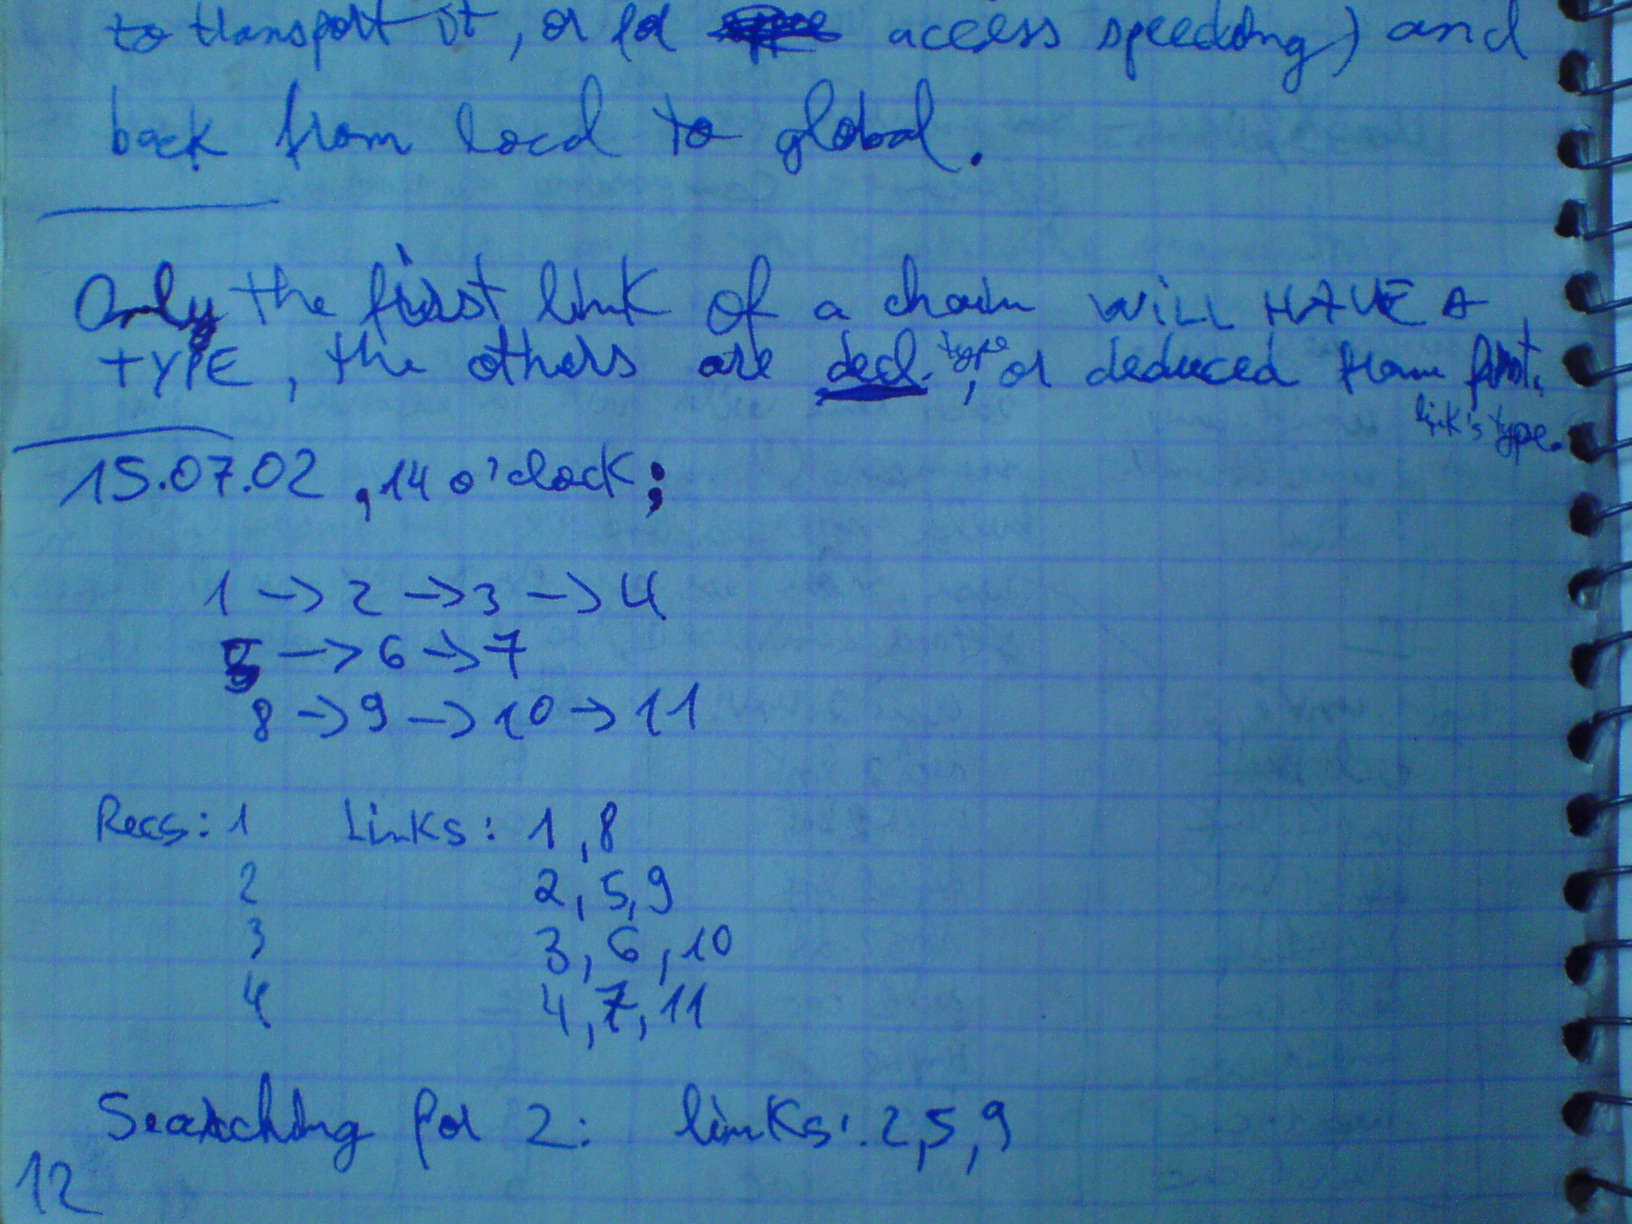 to transport it, or for access speeding) and
back from local to global.
Only the first link of a chain WILL HAVE A
TYPE, the others are decl. type, or deduced from first
link's type.
15.07.02, 14 o'clock;
1 -> 2 -> 3 -> 4
5 -> 6 -> 7
8 -> 9 -> 10 -> 11
Recs: 1 Links: 1, 8
2 2, 5, 9
3 3, 6, 10
4 4, 7, 11
Searching for 2: links: 2, 5, 9
12